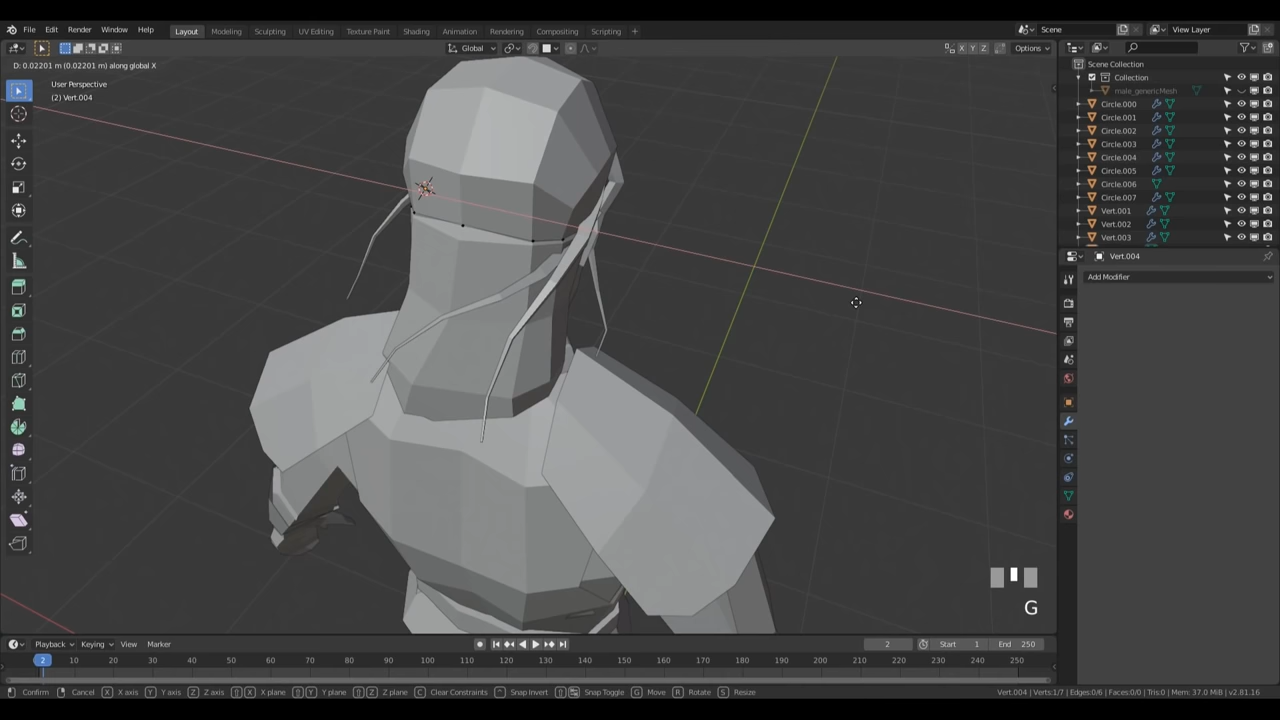 File Edit Render Window Help Layout Modeling Sculpting UV Editing Texture Paint Shading Animation Rendering Compositing Scripting + Scene View Layer
Global X Y Z Options
D: 0.02201 m (0.02201 m) along global X
User Perspective
(2) Vert.004
Scene Collection
Collection
male_genericMesh
Circle.000
Circle.001
Circle.002
Circle.003
Circle.004
Circle.005
Circle.006
Circle.007
Vert.001
Vert.002
Vert.003
Vert.004
Add Modifier
G
Playback Keying View Marker 2 Start 1 End 250
2 10 20 30 40 50 60 70 80 90 100 110 120 130 140 150 160 170 180 190 200 210 220 230 240 250
Confirm Cancel X X axis Y Y axis Z Z axis X X plane Y Y plane Z Z plane C Clear Constraints Snap Invert Snap Toggle G Move R Rotate S Resize Vert.004 | Verts:1/7 | Edges:0/6 | Faces:0/0 | Tris:0 | Mem: 37.0 MiB | v2.81.16